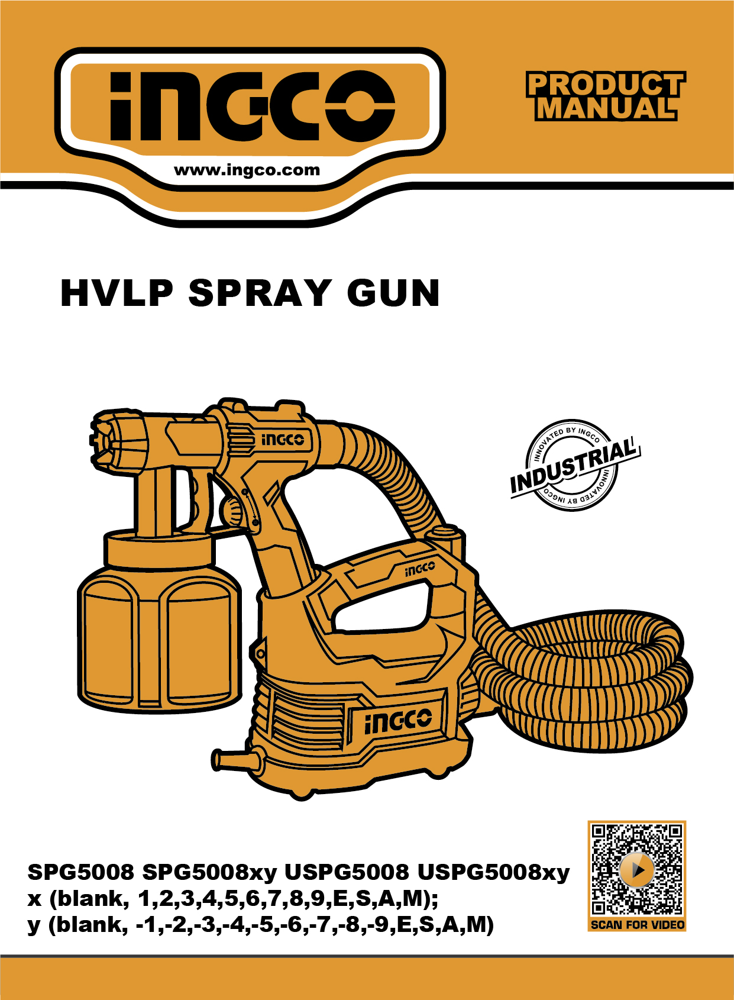 INGCO
www.ingco.com
PRODUCT
MANUAL
HVLP SPRAY GUN
INGCO
INNOVATED BY INGCO
INDUSTRIAL
INNOVATED BY INGCO
INGCO
INGCO
SPG5008 SPG5008xy USPG5008 USPG5008xy
x (blank, 1,2,3,4,5,6,7,8,9,E,S,A,M);
y (blank, -1,-2,-3,-4,-5,-6,-7,-8,-9,E,S,A,M)
SCAN FOR VIDEO